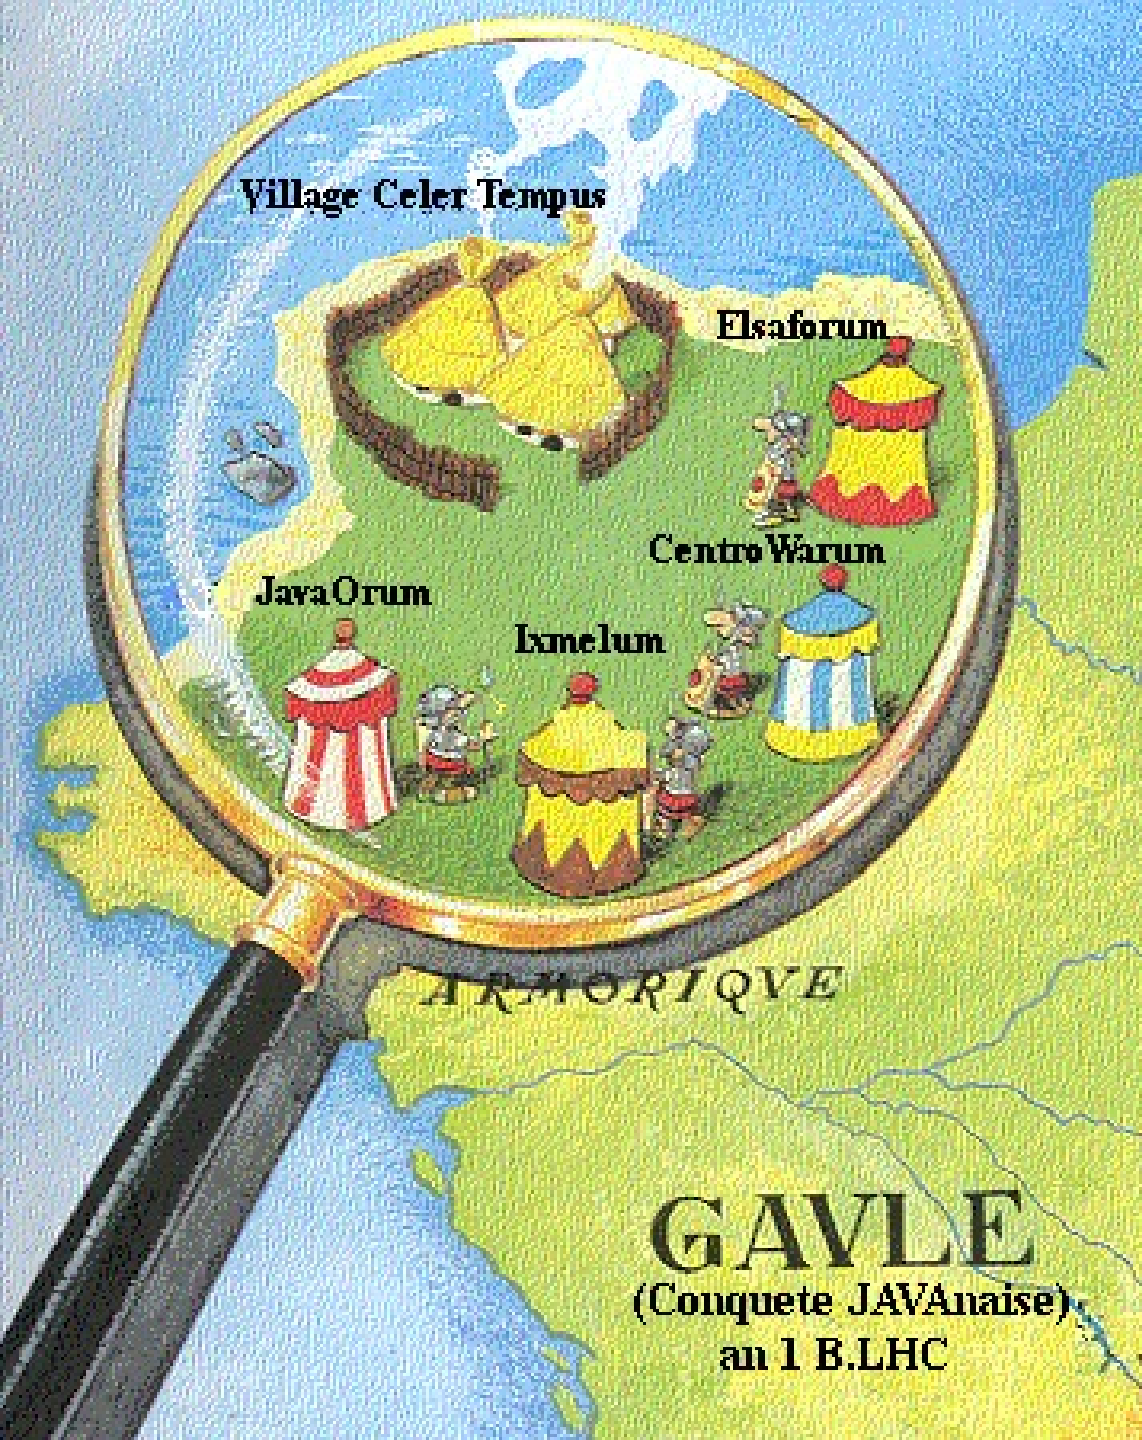 Village Celer Tempus
Elsaforum
CentroWarum
JavaOrum
Ixmelum
ARMORIQVE
GAVLE
(Conquete JAVAnaise)
an 1 B.LHC